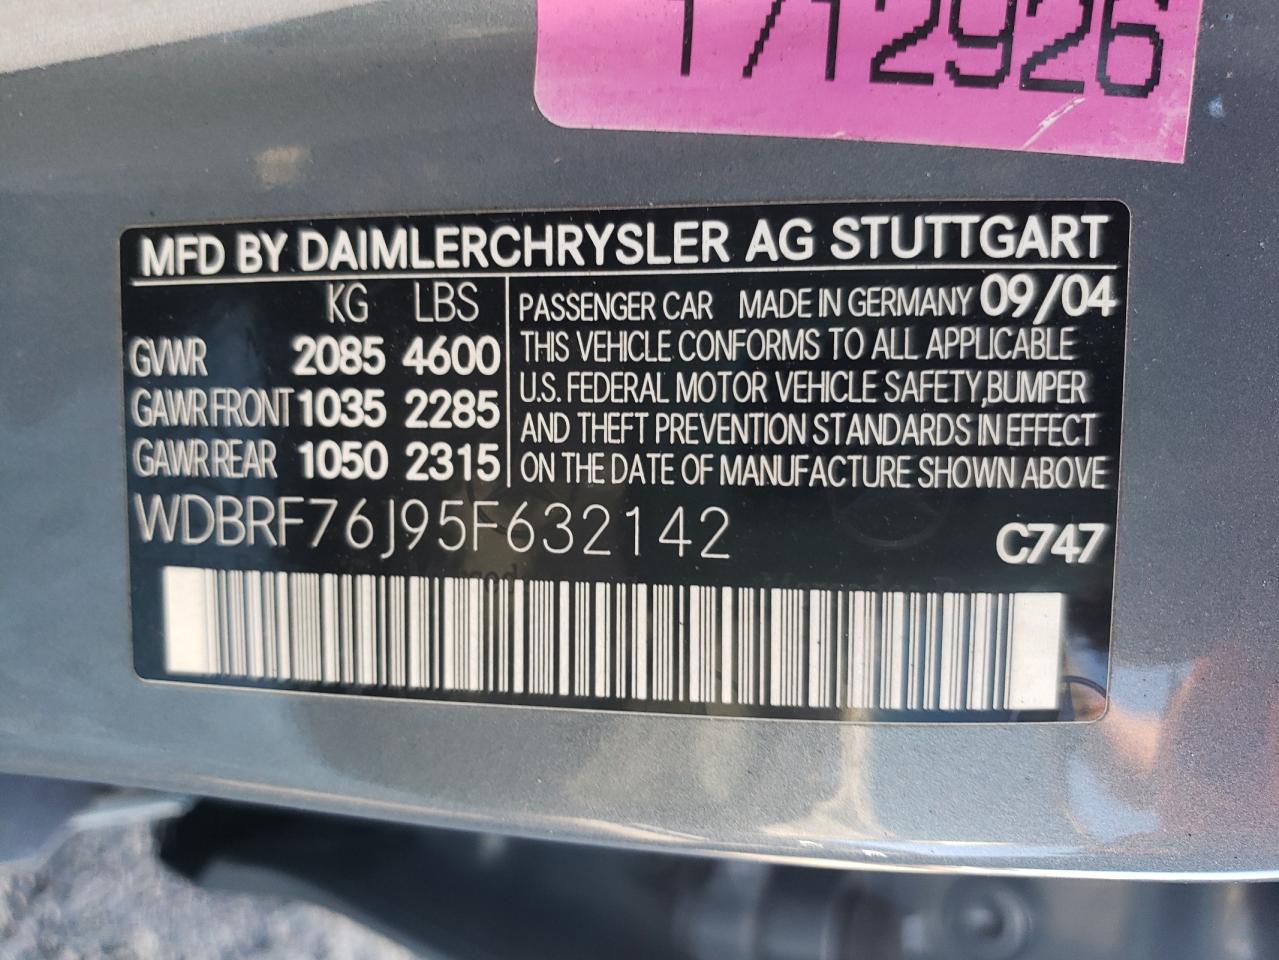 1712926
MFD BY DAIMLERCHRYSLER AG STUTTGART
KG LBS
GVWR 2085 4600
GAWR FRONT 1035 2285
GAWR REAR 1050 2315
PASSENGER CAR MADE IN GERMANY 09/04
THIS VEHICLE CONFORMS TO ALL APPLICABLE
U.S. FEDERAL MOTOR VEHICLE SAFETY,BUMPER
AND THEFT PREVENTION STANDARDS IN EFFECT
ON THE DATE OF MANUFACTURE SHOWN ABOVE
WDBRF76J95F632142 C747